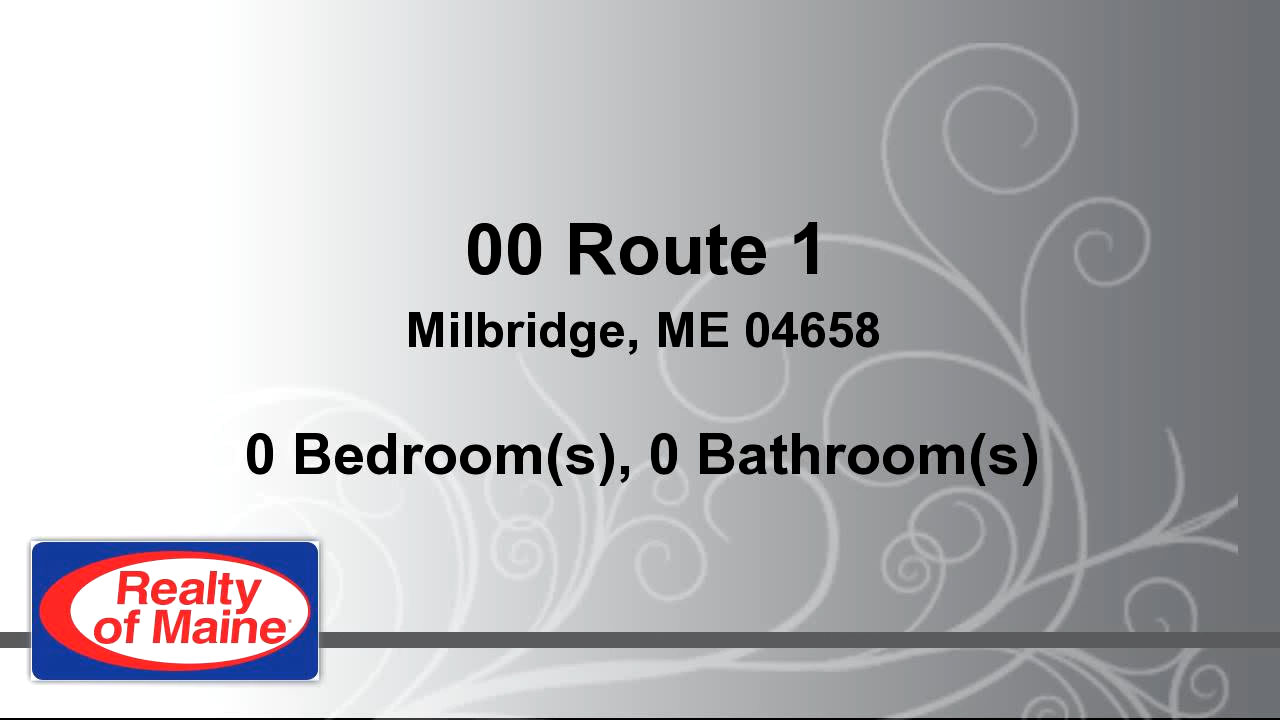 00 Route 1
Milbridge, ME 04658
0 Bedroom(s), 0 Bathroom(s)
Realty
of Maine